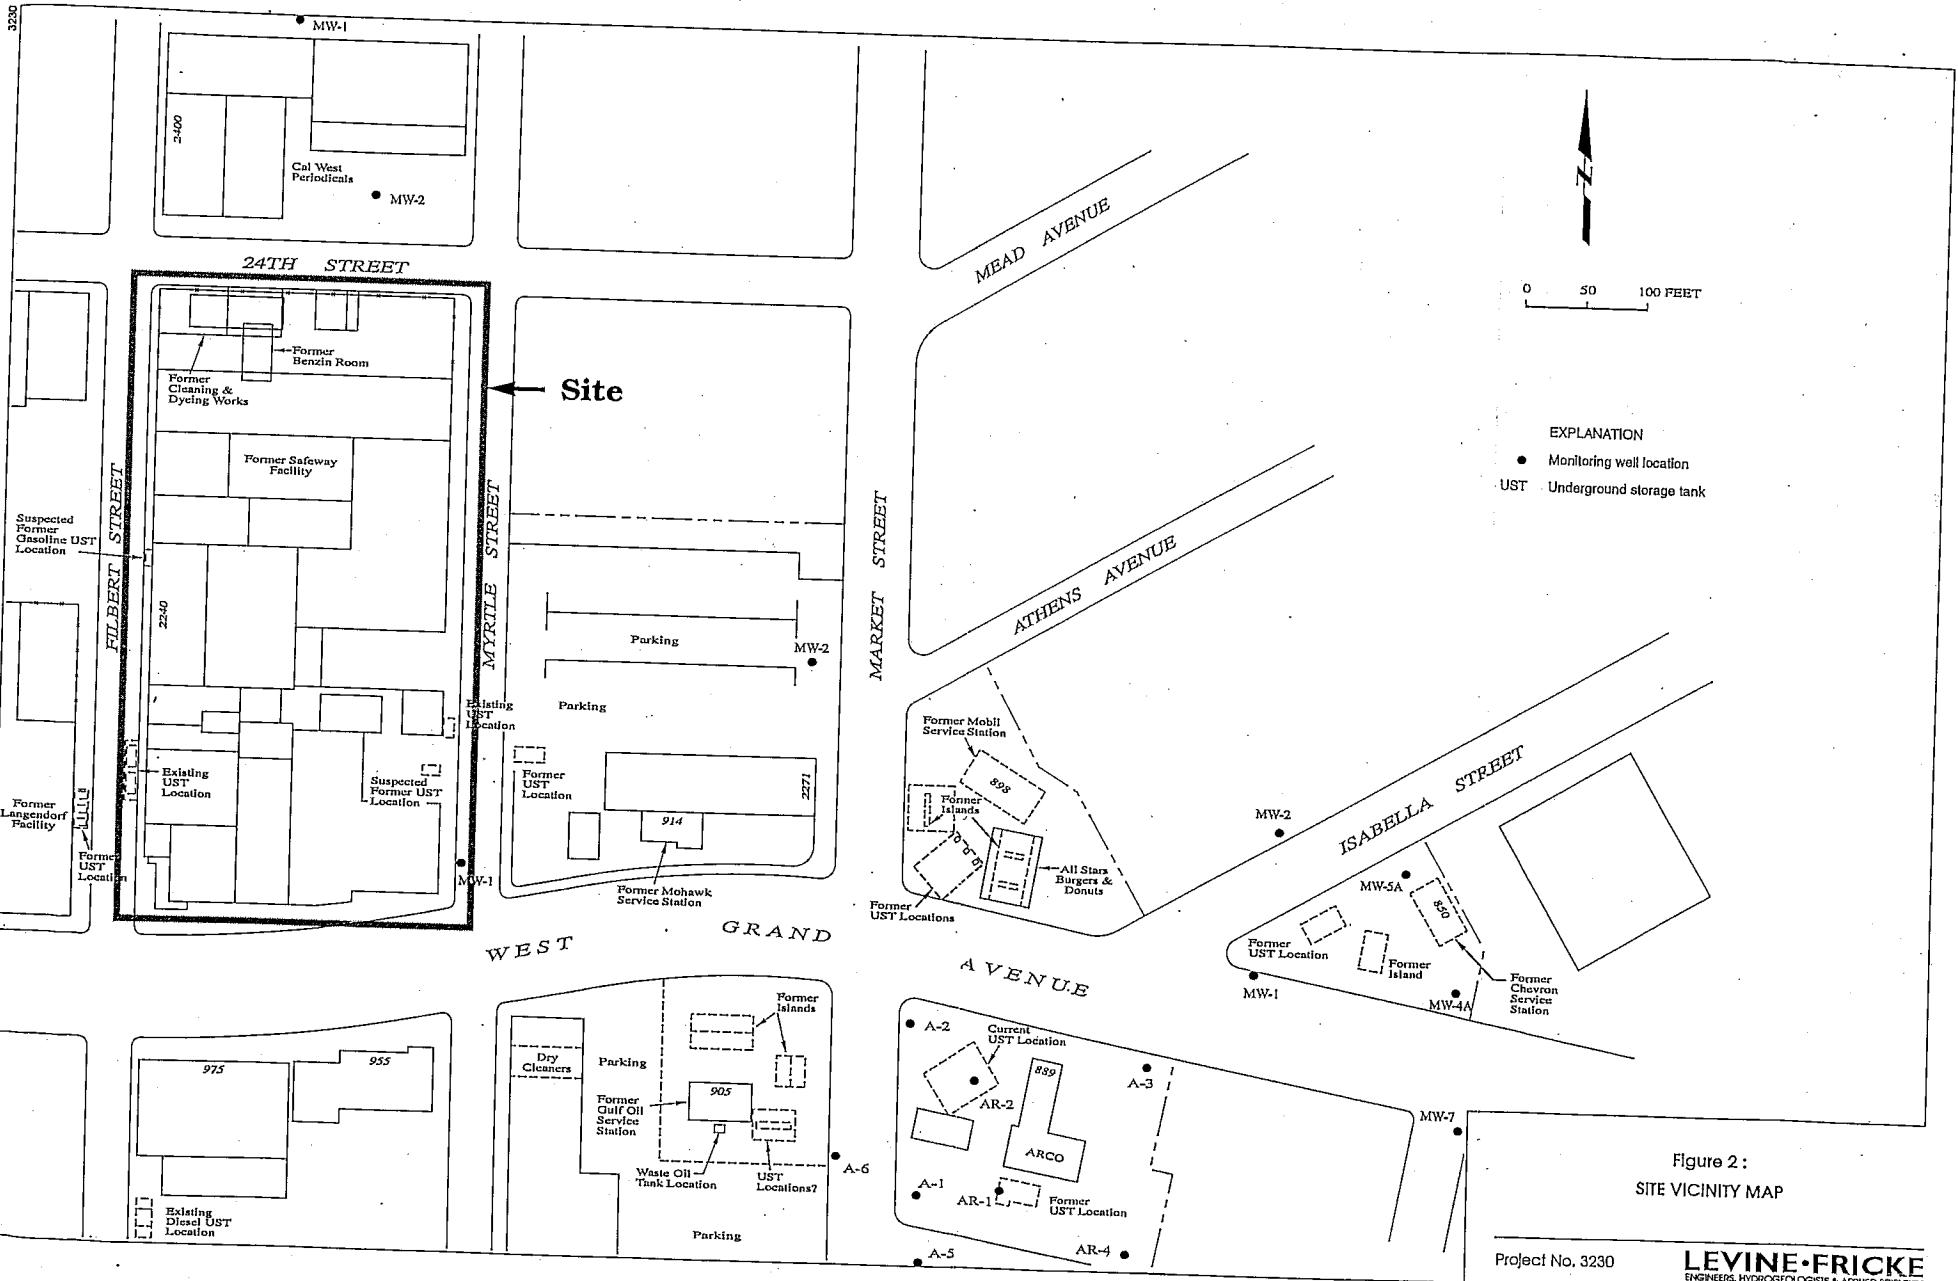 3230
MW-1
2400
Cal West
Periodicals
MW-2
24TH STREET
MEAD AVENUE
N
0 50 100 FEET
Former
Benzin Room
Former
Cleaning &
Dyeing Works
Site
EXPLANATION
Monitoring well location
UST Underground storage tank
Former Safeway
Facility
FILBERT STREET
MYRTLE STREET
MARKET STREET
Suspected
Former
Gasoline UST
Location
2240
ATHENS AVENUE
Parking
MW-2
Parking
Existing
UST
Location
Former Mobil
Service Station
898
Former
Islands
Existing
UST
Location
Suspected
Former UST
Location
Former
UST
Location
2271
914
Former
Langendorf
Facility
Former
UST
Location
MW-1
Former Mohawk
Service Station
All Stars
Burgers &
Donuts
Former
UST Locations
MW-2
ISABELLA STREET
MW-5A
850
Former
UST Location
Former
Island
MW-1
MW-4A
Former
Chevron
Service
Station
WEST GRAND AVENUE
975
955
Dry
Cleaners
Parking
Former
Islands
905
Former
Gulf Oil
Service
Station
Waste Oil
Tank Location
UST
Locations?
A-6
Parking
Existing
Diesel UST
Location
A-2
Current
UST Location
AR-2
889
A-3
ARCO
A-1
AR-1
Former
UST Location
A-5
AR-4
MW-7
Figure 2 :
SITE VICINITY MAP
Project No. 3230
LEVINE•FRICKE